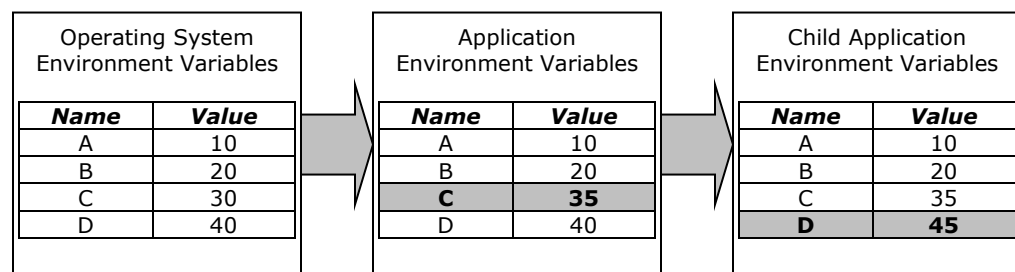 Operating System
Environment Variables
Name Value
A 10
B 20
C 30
D 40
Application
Environment Variables
Name Value
A 10
B 20
C 35
D 40
Child Application
Environment Variables
Name Value
A 10
B 20
C 35
D 45